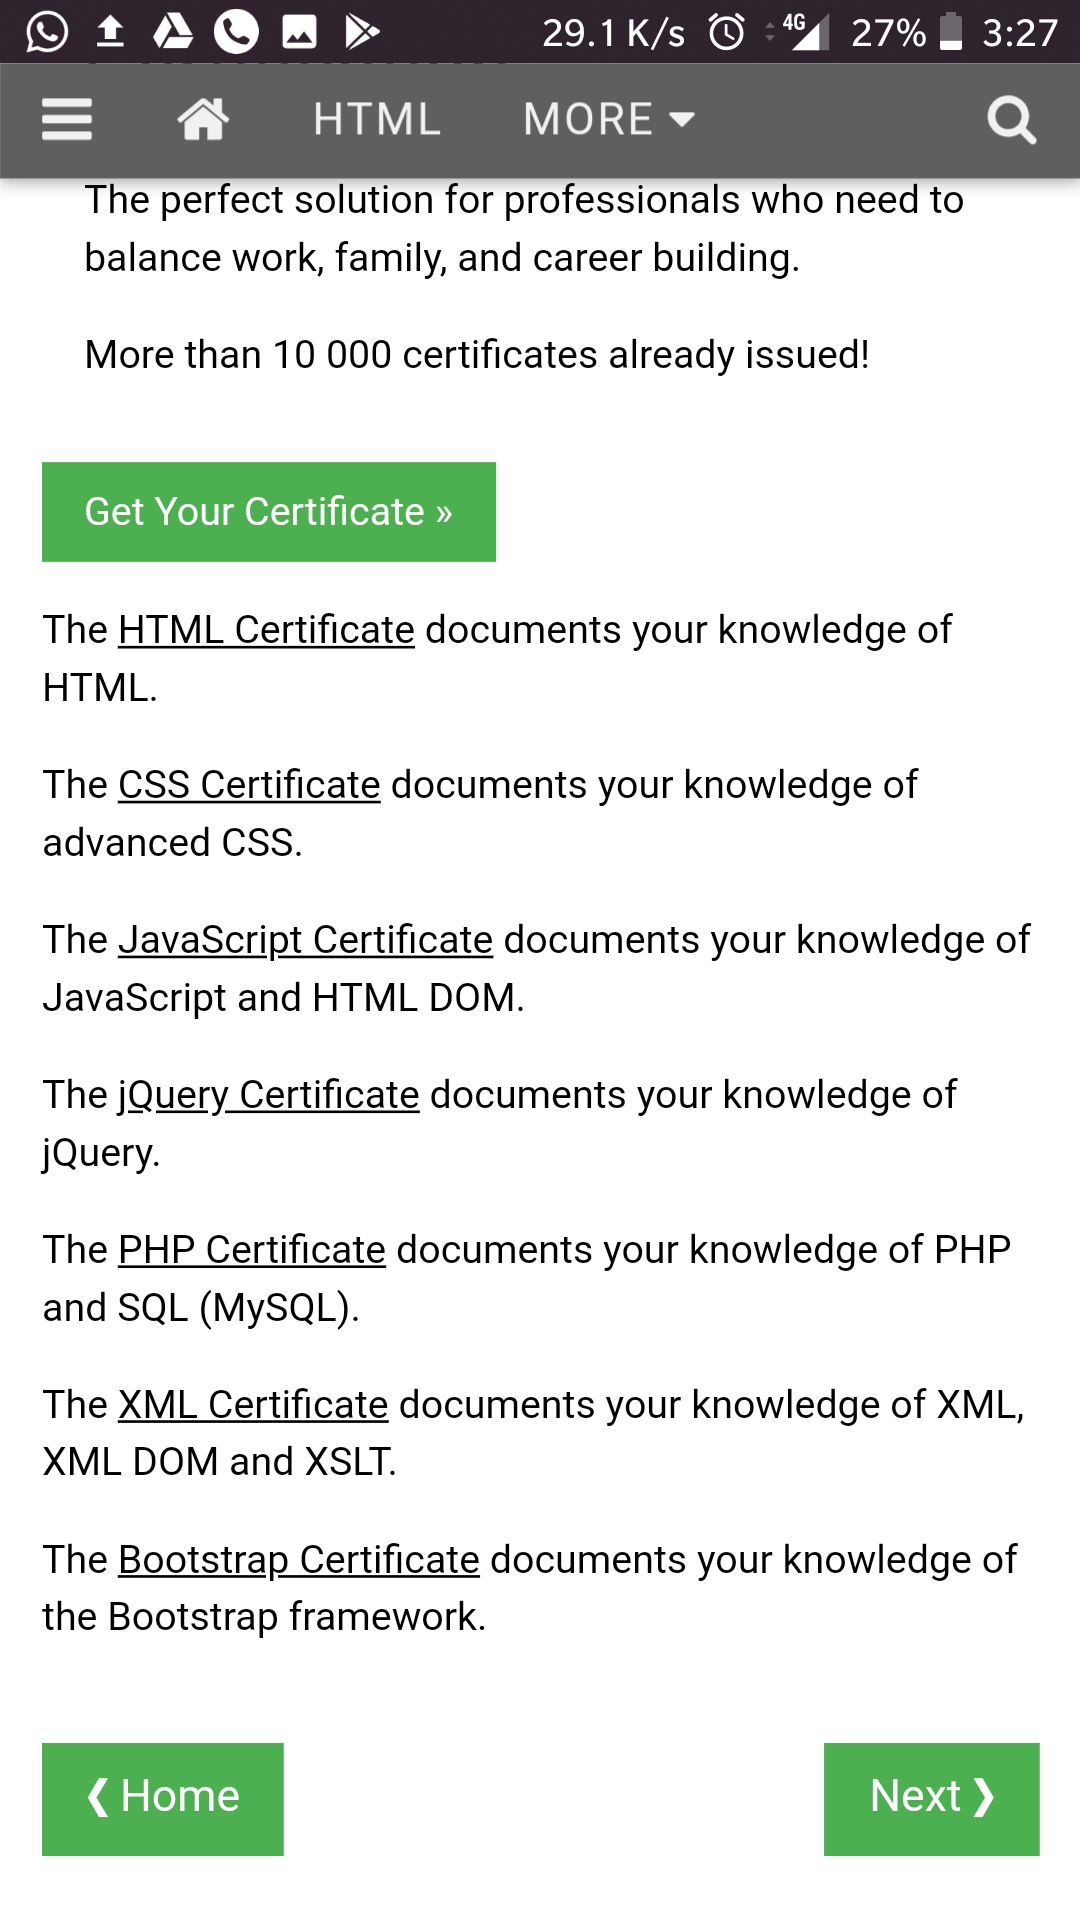 29.1 K/s 4G 27% 3:27
HTML MORE
The perfect solution for professionals who need to
balance work, family, and career building.
More than 10 000 certificates already issued!
Get Your Certificate »
The HTML Certificate documents your knowledge of
HTML.
The CSS Certificate documents your knowledge of
advanced CSS.
The JavaScript Certificate documents your knowledge of
JavaScript and HTML DOM.
The jQuery Certificate documents your knowledge of
jQuery.
The PHP Certificate documents your knowledge of PHP
and SQL (MySQL).
The XML Certificate documents your knowledge of XML,
XML DOM and XSLT.
The Bootstrap Certificate documents your knowledge of
the Bootstrap framework.
❮ Home Next ❯